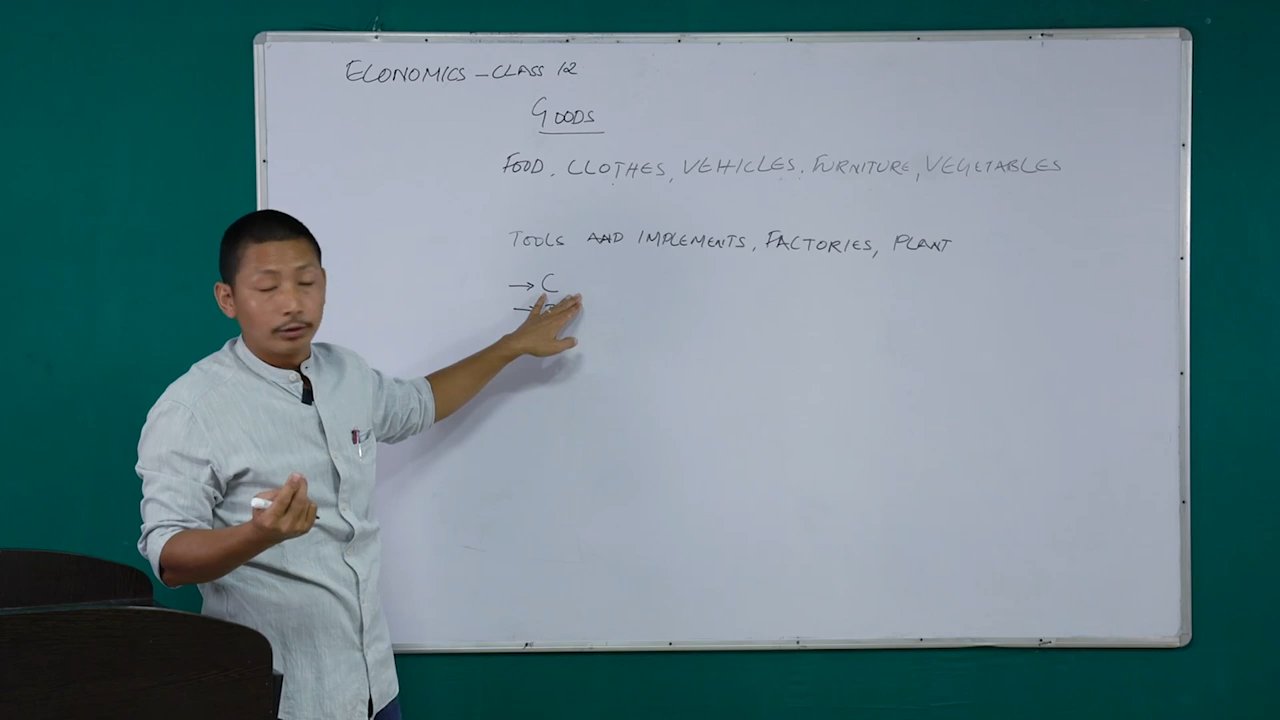 ECONOMICS - CLASS 12
GOODS
FOOD, CLOTHES, VEHICLES, FURNITURE, VEGETABLES
TOOLS AND IMPLEMENTS, FACTORIES, PLANT
→ C
→